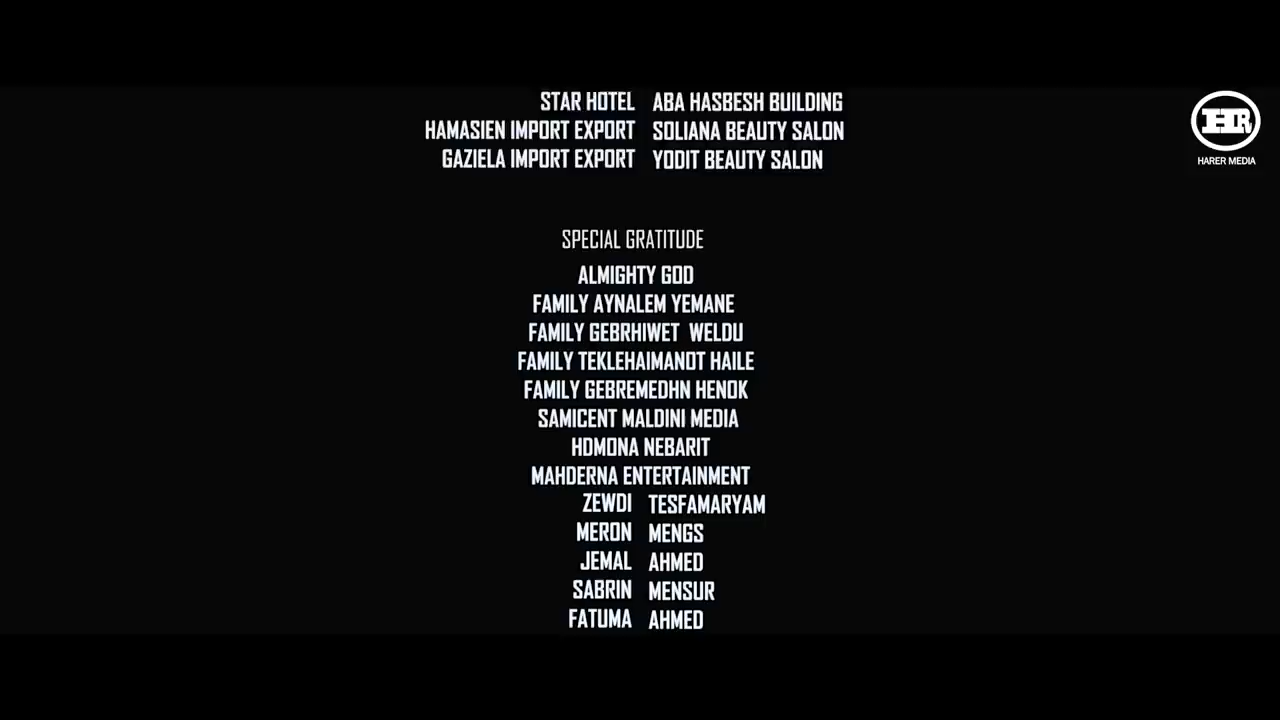 STAR HOTEL ABA HASBESH BUILDING
HAMASIEN IMPORT EXPORT SOLIANA BEAUTY SALON
GAZIELA IMPORT EXPORT YODIT BEAUTY SALON
HR
HARER MEDIA
SPECIAL GRATITUDE
ALMIGHTY GOD
FAMILY AYNALEM YEMANE
FAMILY GEBRHIWET WELDU
FAMILY TEKLEHAIMANOT HAILE
FAMILY GEBREMEDHN HENOK
SAMICENT MALDINI MEDIA
HDMONA NEBARIT
MAHDERNA ENTERTAINMENT
ZEWDI TESFAMARYAM
MERON MENGS
JEMAL AHMED
SABRIN MENSUR
FATUMA AHMED